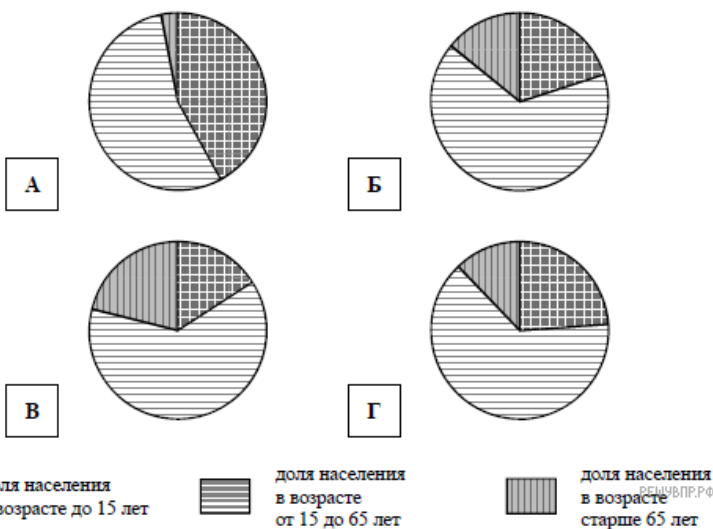 А
Б
В
Г
ля населения
возрасте до 15 лет
доля населения
в возрасте
от 15 до 65 лет
доля населения
в возрасте
старше 65 лет
РЕШУВПР.РФ